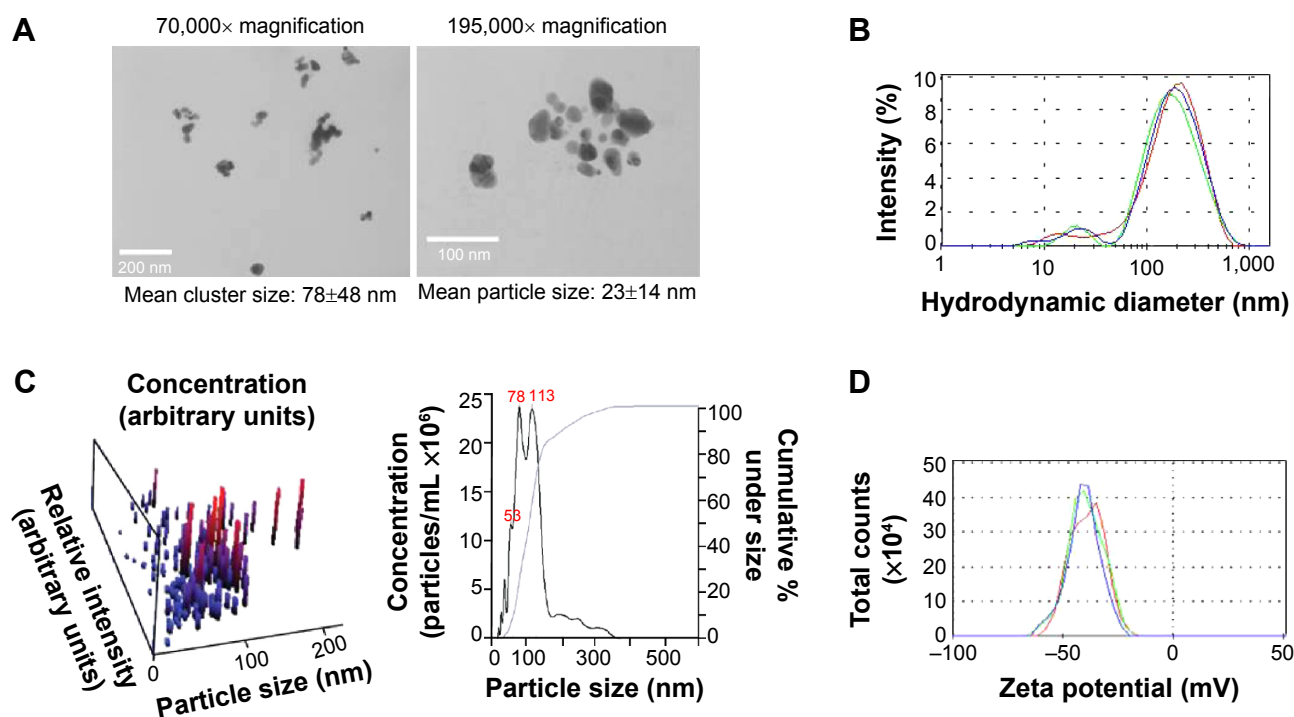 A
70,000× magnification
195,000× magnification
200 nm
100 nm
Mean cluster size: 78±48 nm
Mean particle size: 23±14 nm
B
Intensity (%)
10
8
6
4
2
0
1
10
100
1,000
Hydrodynamic diameter (nm)
C
Concentration
(arbitrary units)
Relative intensity
(arbitrary units)
0
100
200
Particle size (nm)
Concentration
(particles/mL ×10⁶)
25
20
15
10
5
0
78
113
53
100
80
60
40
20
0
Cumulative %
under size
0
100
300
500
Particle size (nm)
D
Total counts
(×10⁴)
50
40
30
20
10
0
–100
–50
0
50
Zeta potential (mV)